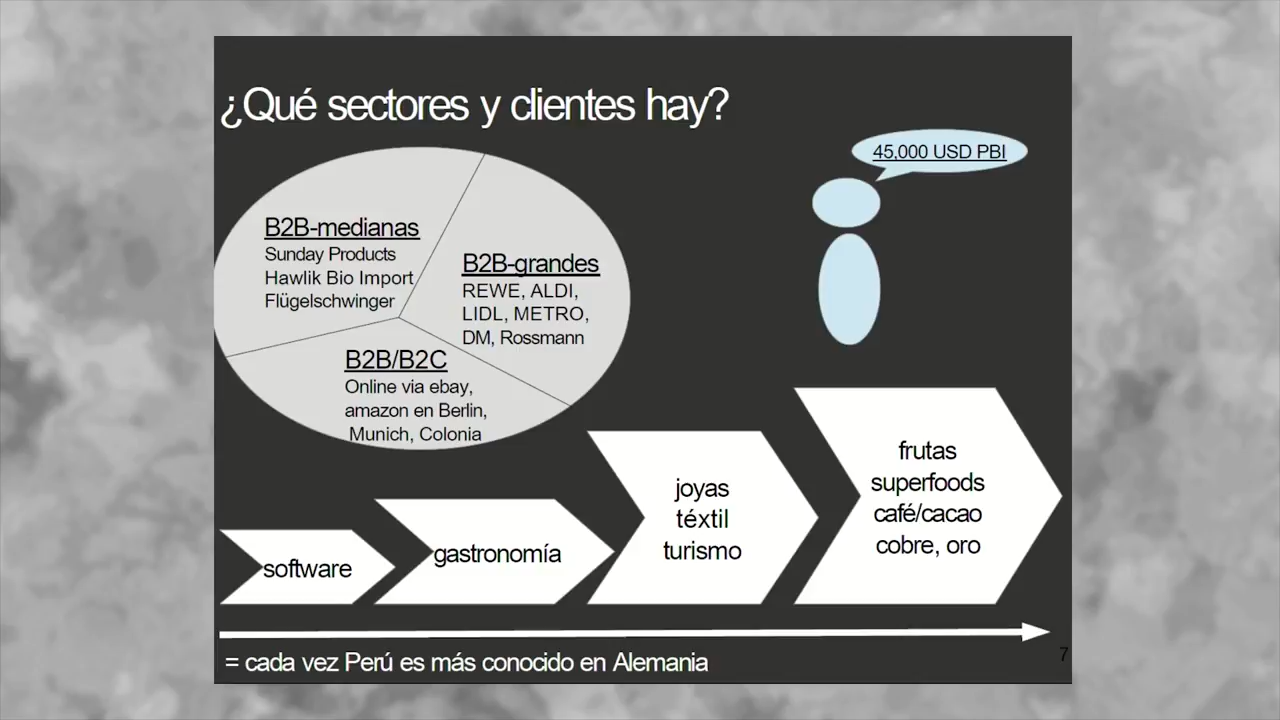 ¿Qué sectores y clientes hay?
45,000 USD PBI
B2B-medianas
Sunday Products
Hawlik Bio Import
Flügelschwinger
B2B-grandes
REWE, ALDI,
LIDL, METRO,
DM, Rossmann
B2B/B2C
Online via ebay,
amazon en Berlin,
Munich, Colonia
software
gastronomía
joyas
téxtil
turismo
frutas
superfoods
café/cacao
cobre, oro
= cada vez Perú es más conocido en Alemania
7